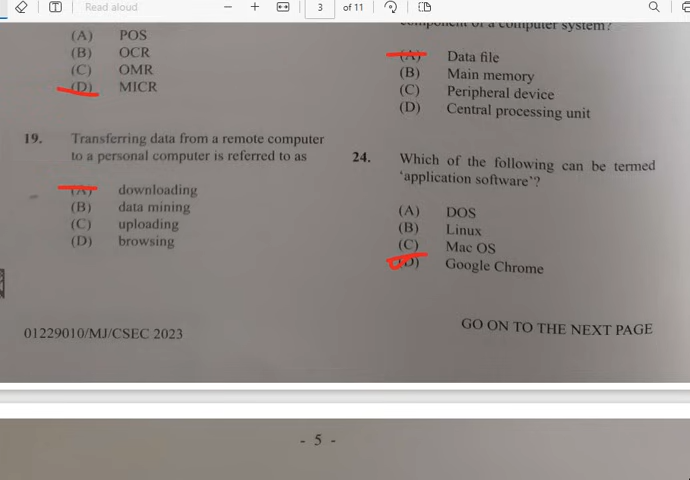 Read aloud
3 of 11
(A) POS
(B) OCR
(C) OMR
(D) MICR
19. Transferring data from a remote computer
to a personal computer is referred to as
(A) downloading
(B) data mining
(C) uploading
(D) browsing
component of a computer system?
(A) Data file
(B) Main memory
(C) Peripheral device
(D) Central processing unit
24. Which of the following can be termed
‘application software’?
(A) DOS
(B) Linux
(C) Mac OS
(D) Google Chrome
01229010/MJ/CSEC 2023
GO ON TO THE NEXT PAGE
- 5 -